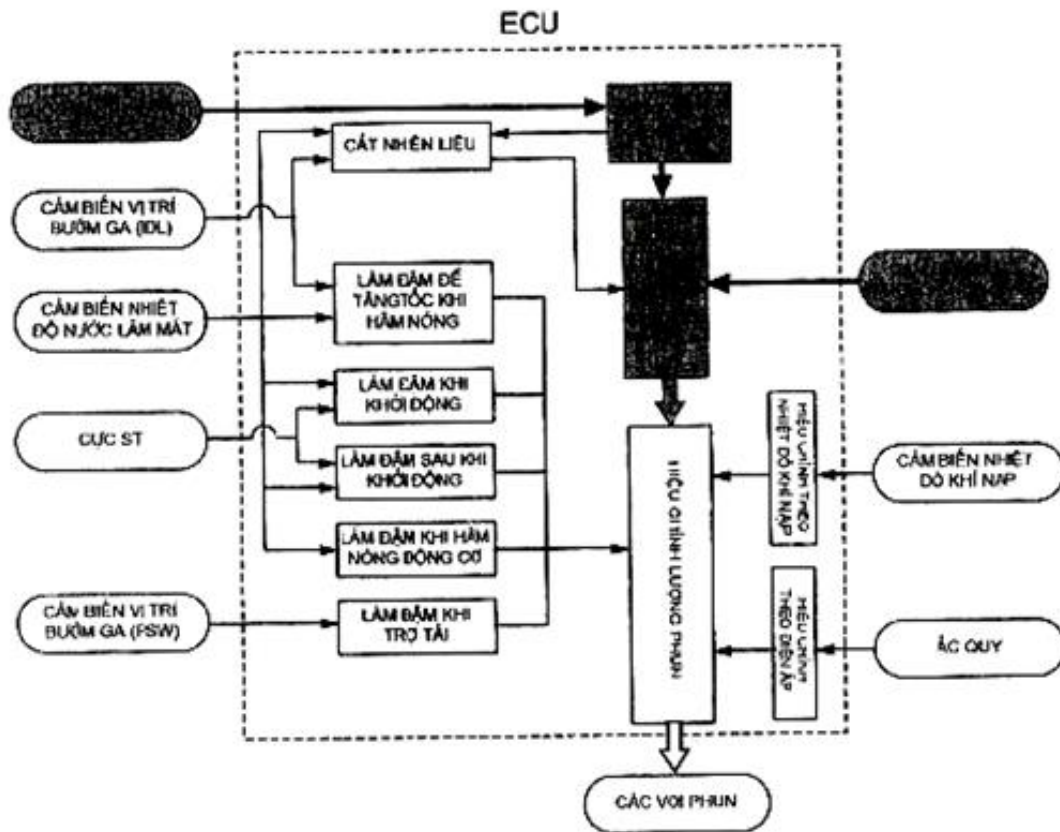 ECU
CẮT NHIÊN LIỆU
CẢM BIẾN VỊ TRÍ
BƯỚM GA (IDL)
LÀM ĐẬM ĐỂ
TĂNGTỐC KHI
HÂM NÓNG
CẢM BIẾN NHIỆT
ĐỘ NƯỚC LÀM MÁT
LÀM ĐẬM KHI
KHỞI ĐỘNG
CỰC ST
LÀM ĐẬM SAU KHI
KHỞI ĐỘNG
LÀM ĐẬM KHI HÂM
NÓNG ĐỘNG CƠ
CẢM BIẾN VỊ TRÍ
BƯỚM GA (PSW)
LÀM ĐẬM KHI
TRỢ TẢI
HIỆU CHỈNH LƯỢNG PHUN
HIỆU CHỈNH THEO
NHIỆT ĐỘ KHÍ NẠP
CẢM BIẾN NHIỆT
ĐỘ KHÍ NẠP
HIỆU CHỈNH
THEO ĐIỆN ÁP
ẮC QUY
CÁC VÒI PHUN